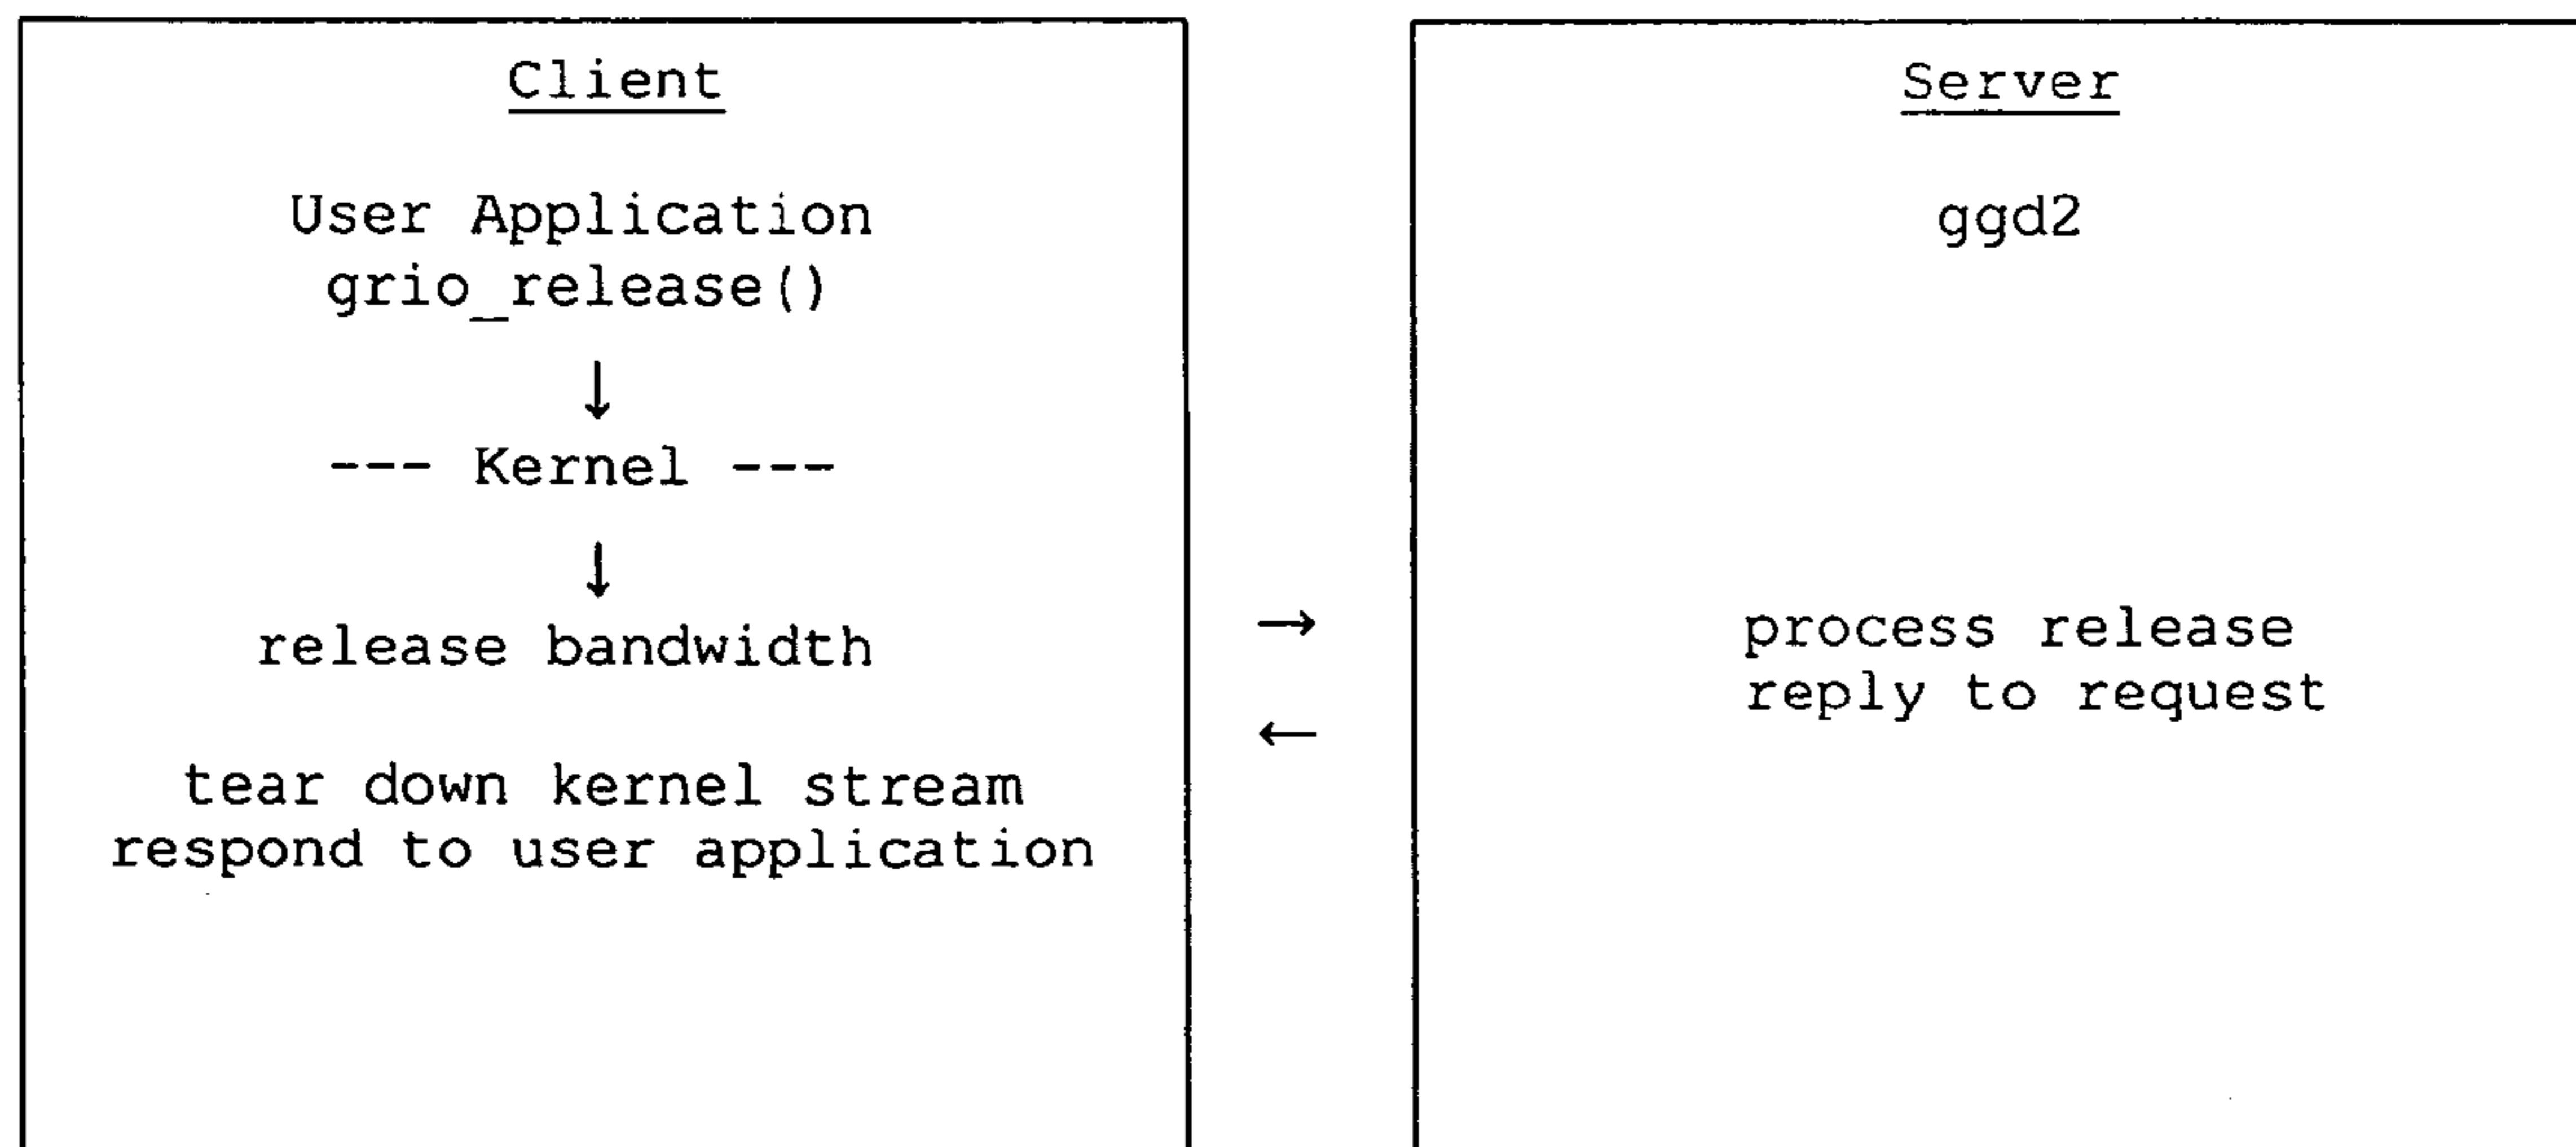 Client
User Application
grio_release()
↓
--- Kernel ---
↓
release bandwidth
tear down kernel stream
respond to user application
→
←
Server
ggd2
process release
reply to request